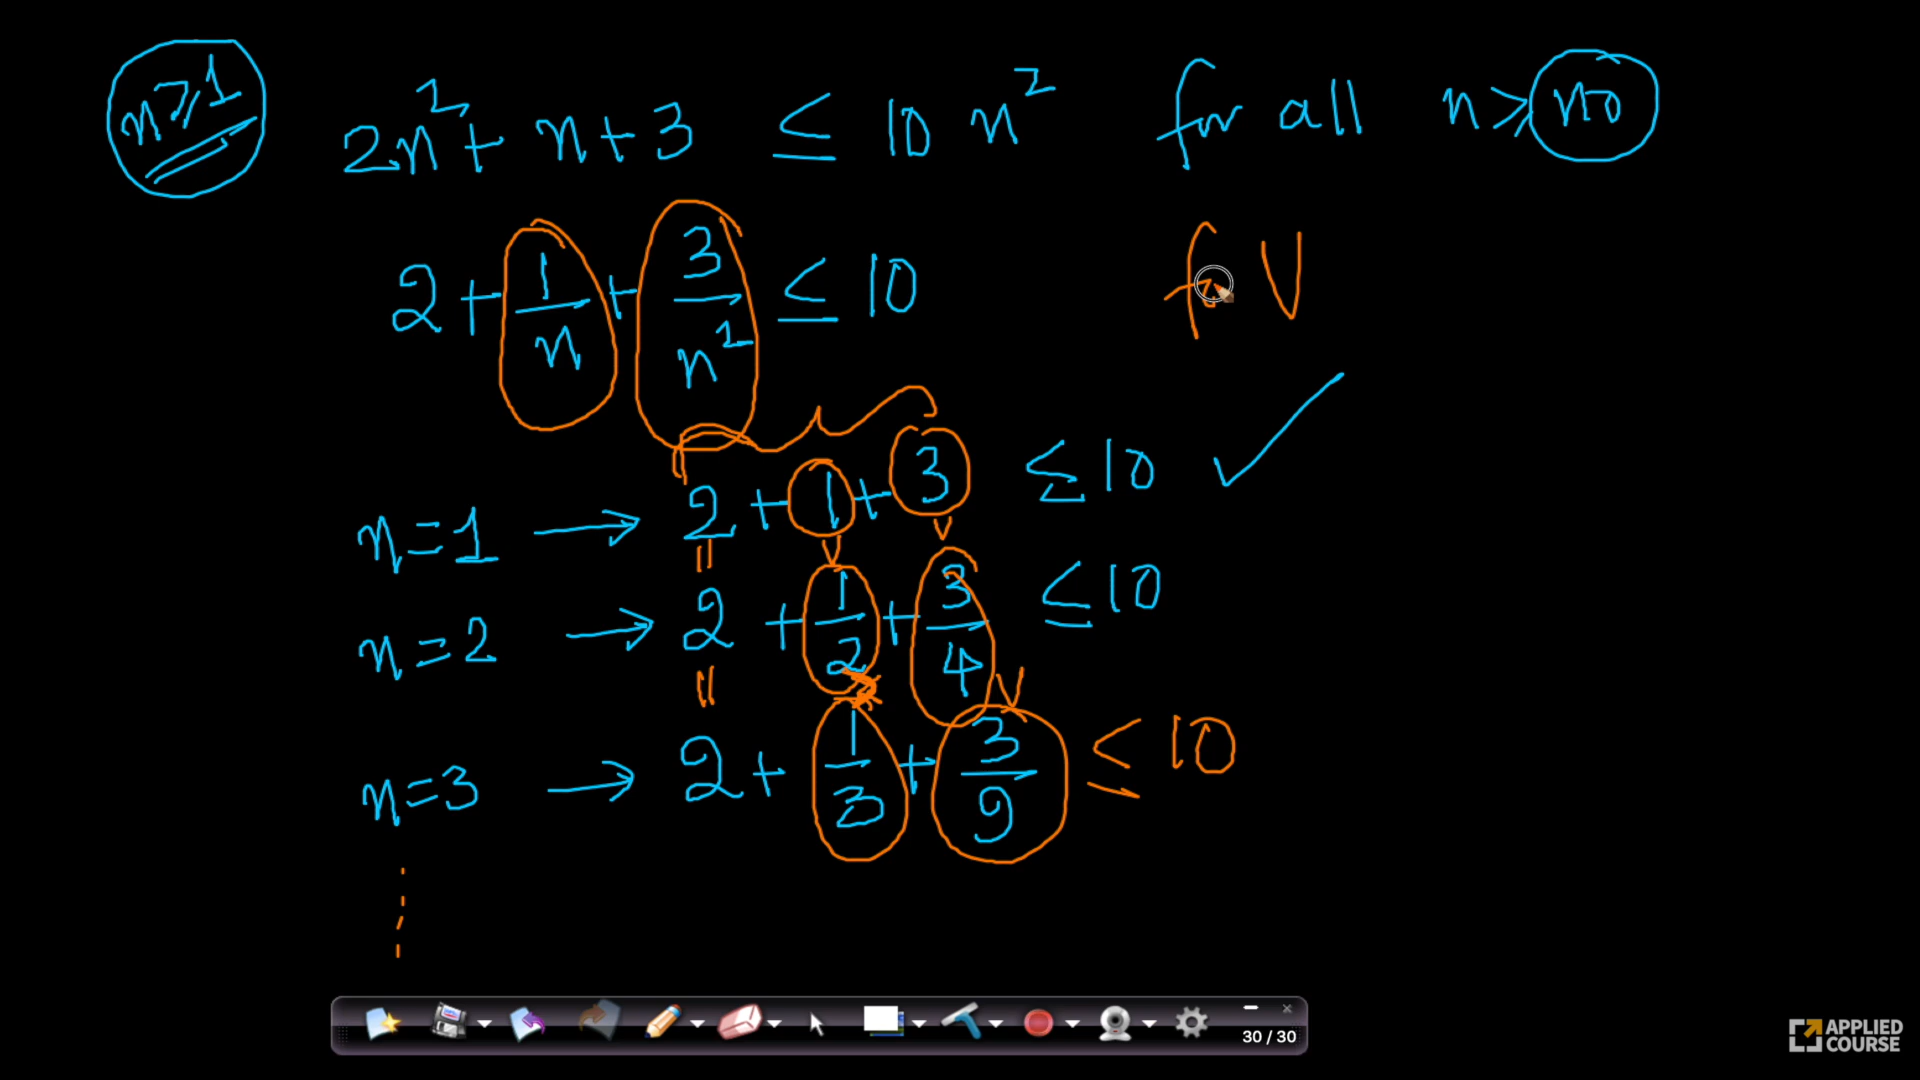 n≥1
2n²+ n+3 ≤ 10 n² for all n≥ n0
2+ 1/n + 3/n² ≤ 10 fo
n=1 → 2 + 1 + 3 ≤ 10 ✓
n=2 → 2 + 1/2 + 3/4 ≤ 10
n=3 → 2 + 1/3 + 3/9 ≤ 10
30 / 30
APPLIED
COURSE